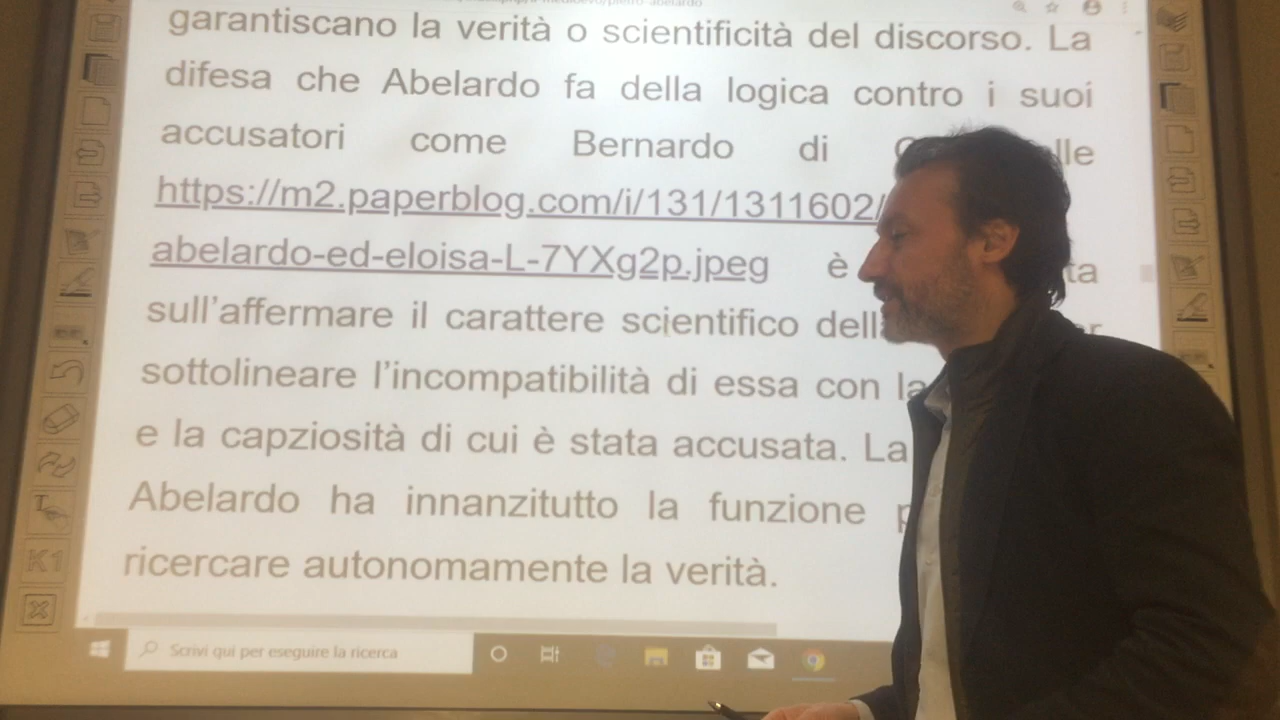 garantiscano la verità o scientificità del discorso. La
difesa che Abelardo fa della logica contro i suoi
accusatori come Bernardo di
https://m2.paperblog.com/i/131/1311602/
abelardo-ed-eloisa-L-7YXg2p.jpeg è
sull'affermare il carattere scientifico
sottolineare l'incompatibilità di essa con
e la capziosità di cui è stata accusata. La
Abelardo ha innanzitutto la funzione
ricercare autonomamente la verità.
K1
Scrivi qui per eseguire la ricerca